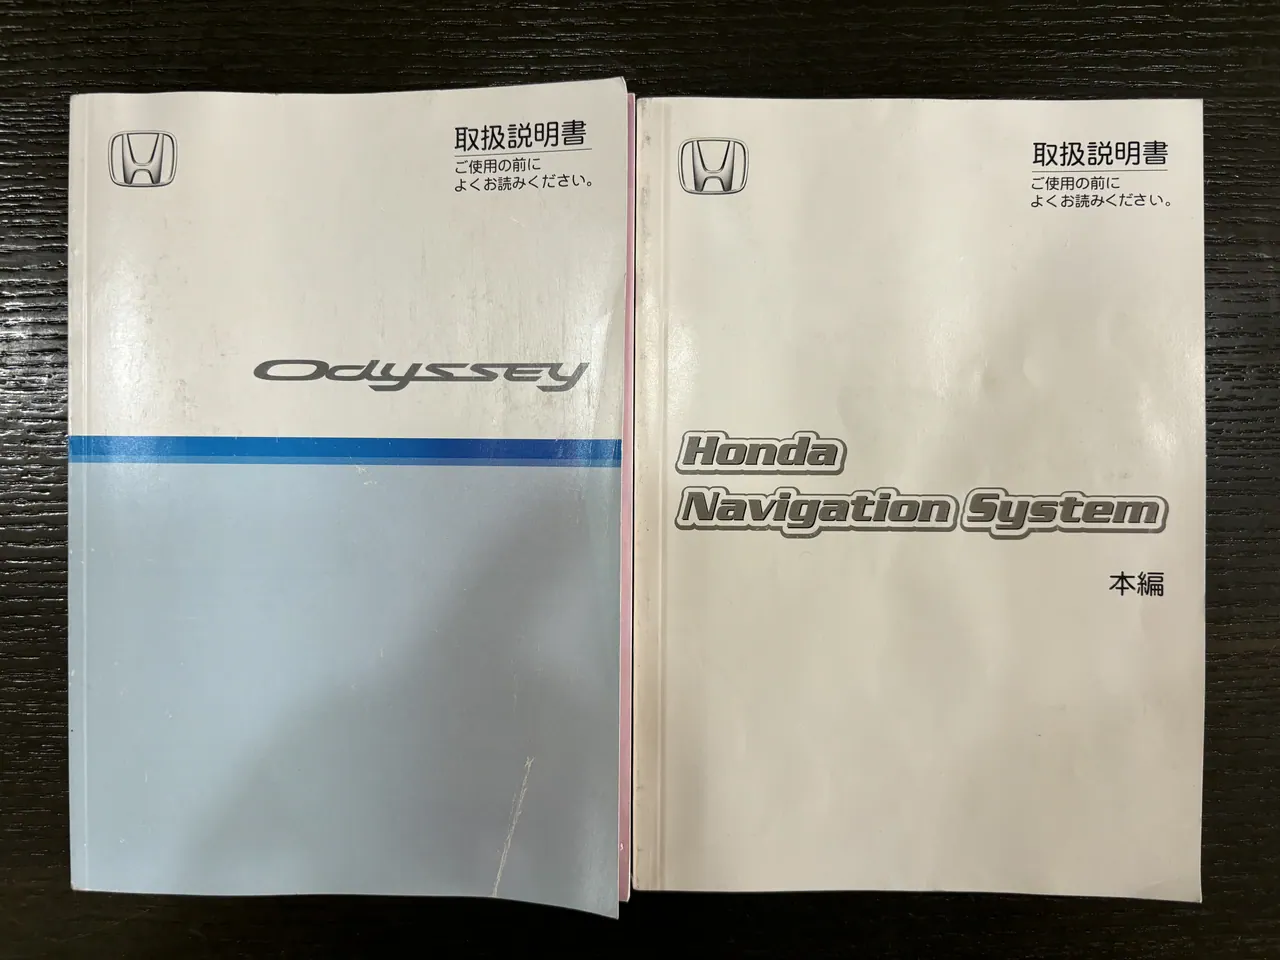 取扱説明書
ご使用の前に
よくお読みください。
Odyssey
取扱説明書
ご使用の前に
よくお読みください。
Honda
Navigation System
本編